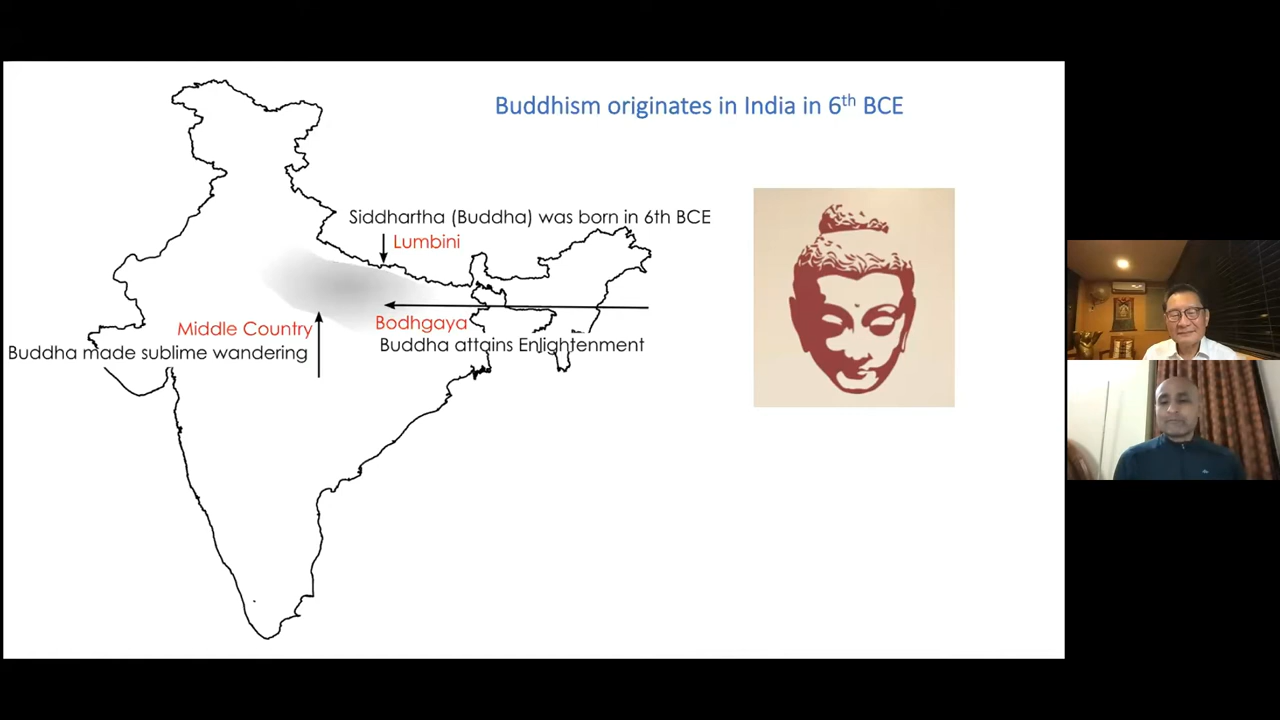 Buddhism originates in India in 6th BCE
Siddhartha (Buddha) was born in 6th BCE
Lumbini
Middle Country
Buddha made sublime wandering
Bodhgaya
Buddha attains Enlightenment